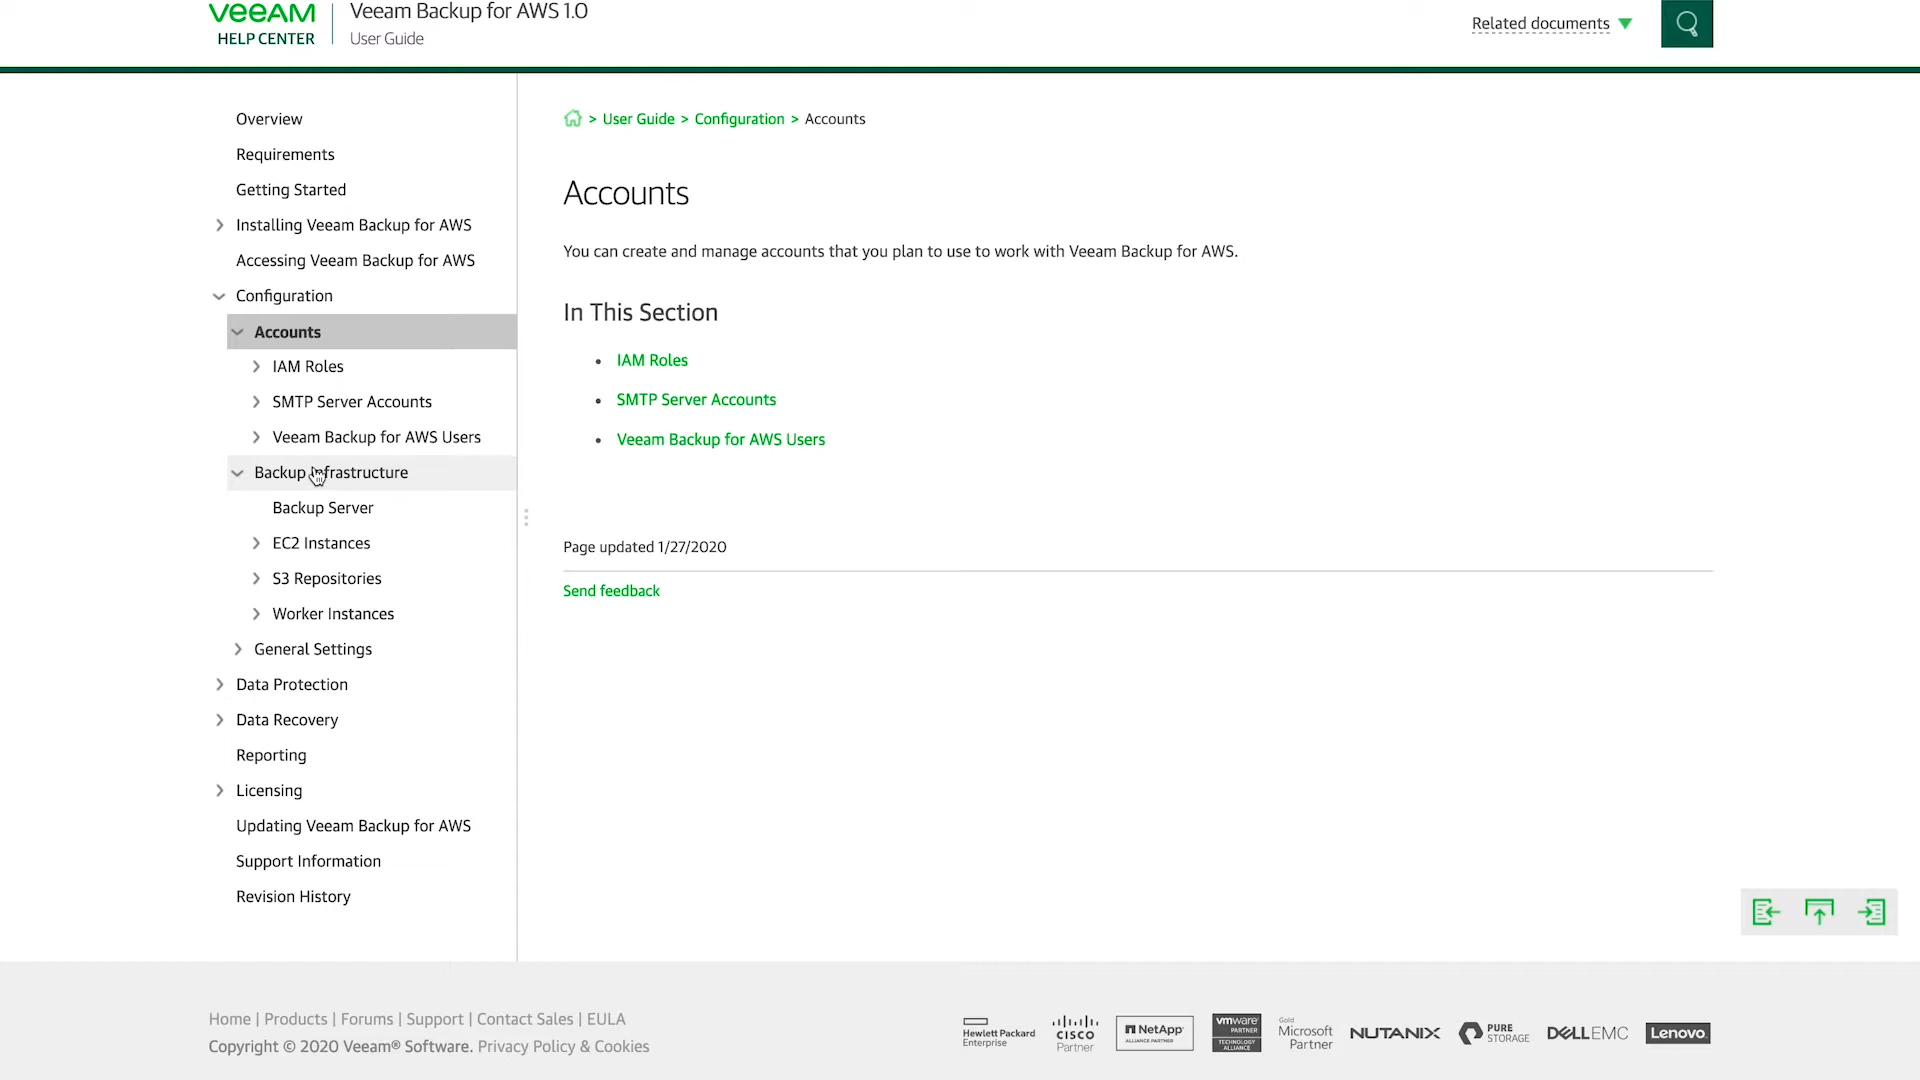 veeam
HELP CENTER
Veeam Backup for AWS 1.0
User Guide
Related documents
Overview
Requirements
Getting Started
Installing Veeam Backup for AWS
Accessing Veeam Backup for AWS
Configuration
Accounts
IAM Roles
SMTP Server Accounts
Veeam Backup for AWS Users
Backup Infrastructure
Backup Server
EC2 Instances
S3 Repositories
Worker Instances
General Settings
Data Protection
Data Recovery
Reporting
Licensing
Updating Veeam Backup for AWS
Support Information
Revision History
> User Guide > Configuration > Accounts
Accounts
You can create and manage accounts that you plan to use to work with Veeam Backup for AWS.
In This Section
• IAM Roles
• SMTP Server Accounts
• Veeam Backup for AWS Users
Page updated 1/27/2020
Send feedback
Home | Products | Forums | Support | Contact Sales | EULA
Copyright © 2020 Veeam® Software. Privacy Policy & Cookies
Hewlett Packard
Enterprise
CISCO
Partner
NetApp
ALLIANCE PARTNER
vmware
PARTNER
TECHNOLOGY
ALLIANCE
Gold
Microsoft
Partner
NUTANIX
PURE
STORAGE
DELLEMC
Lenovo